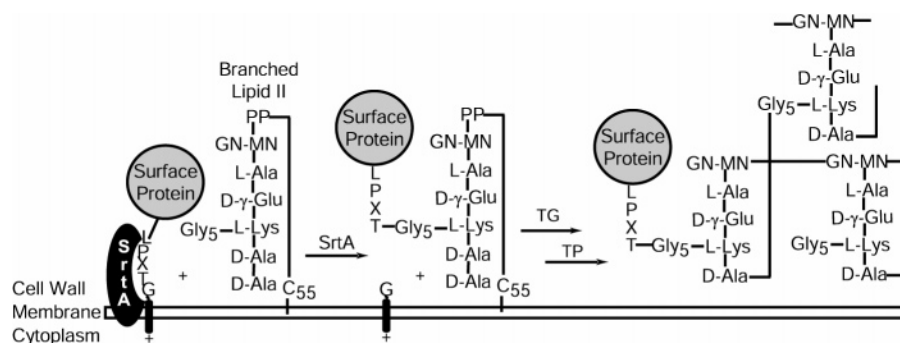 Branched
Lipid II
PP
GN-MN
L-Ala
D-γ-Glu
Gly5-L-Lys
D-Ala
D-Ala
C55
Surface
Protein
L
P
X
T
G
SrtA
+
+
Cell Wall
Membrane
Cytoplasm
SrtA
Surface
Protein
L
P
X
T-Gly5-L-Lys
PP
GN-MN
L-Ala
D-γ-Glu
D-Ala
D-Ala
C55
G
+
+
TG
TP
Surface
Protein
L
P
X
T-Gly5-L-Lys
GN-MN
L-Ala
D-γ-Glu
D-Ala
GN-MN
L-Ala
D-γ-Glu
Gly5-L-Lys
D-Ala
GN-MN
L-Ala
D-γ-Glu
Gly5-L-Lys
D-Ala